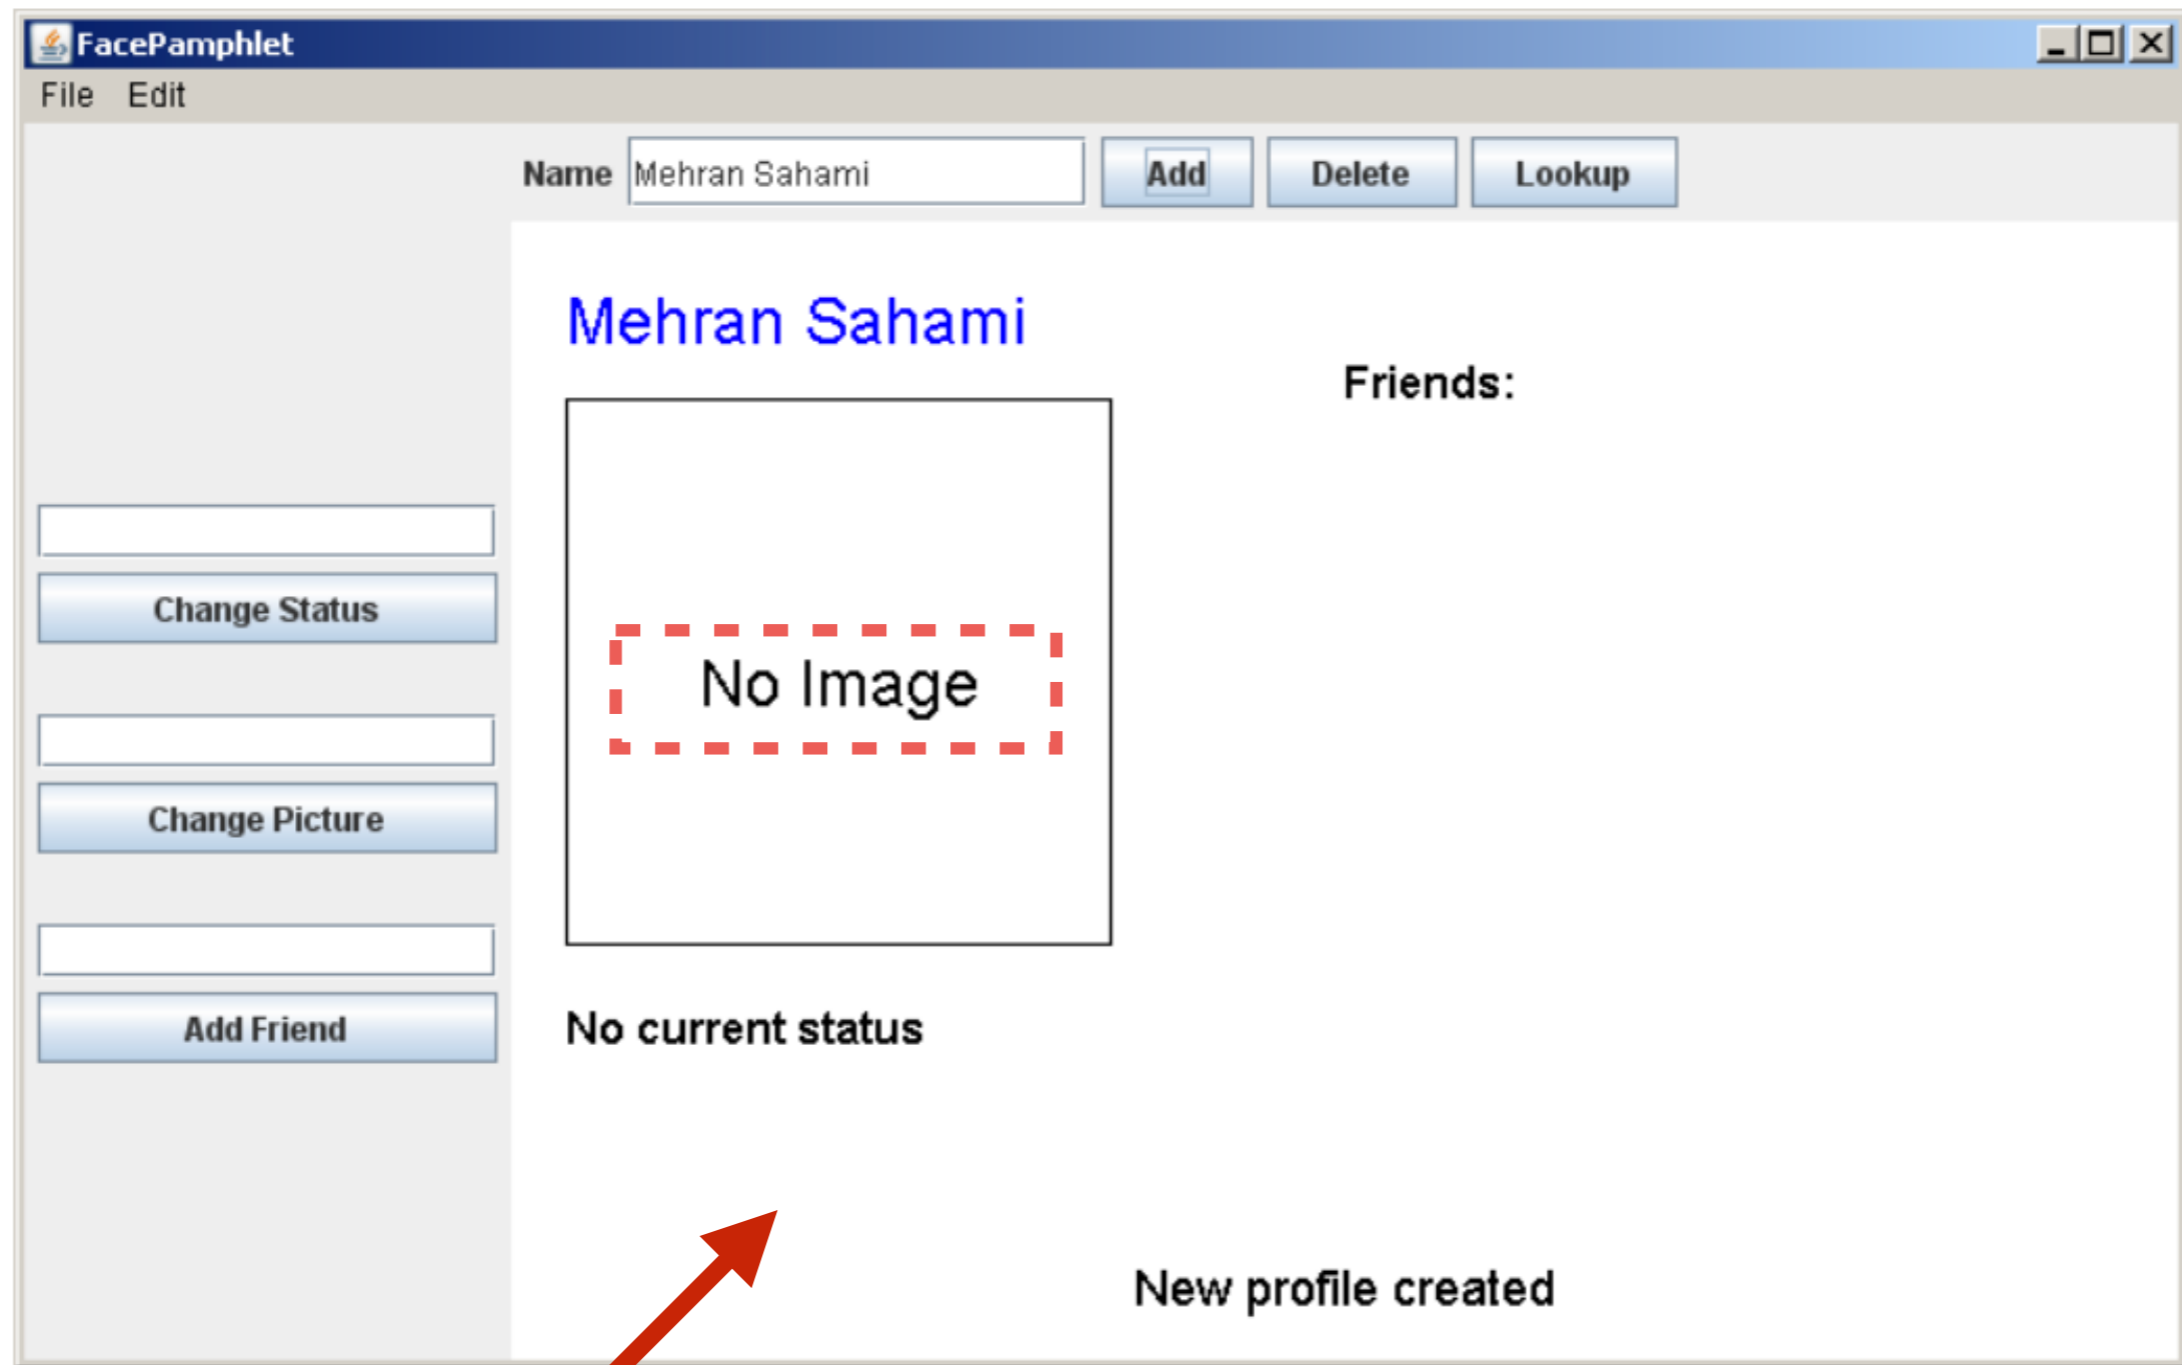 FacePamphlet
File Edit
Name Mehran Sahami Add Delete Lookup
Mehran Sahami
Friends:
Change Status
No Image
Change Picture
Add Friend
No current status
New profile created